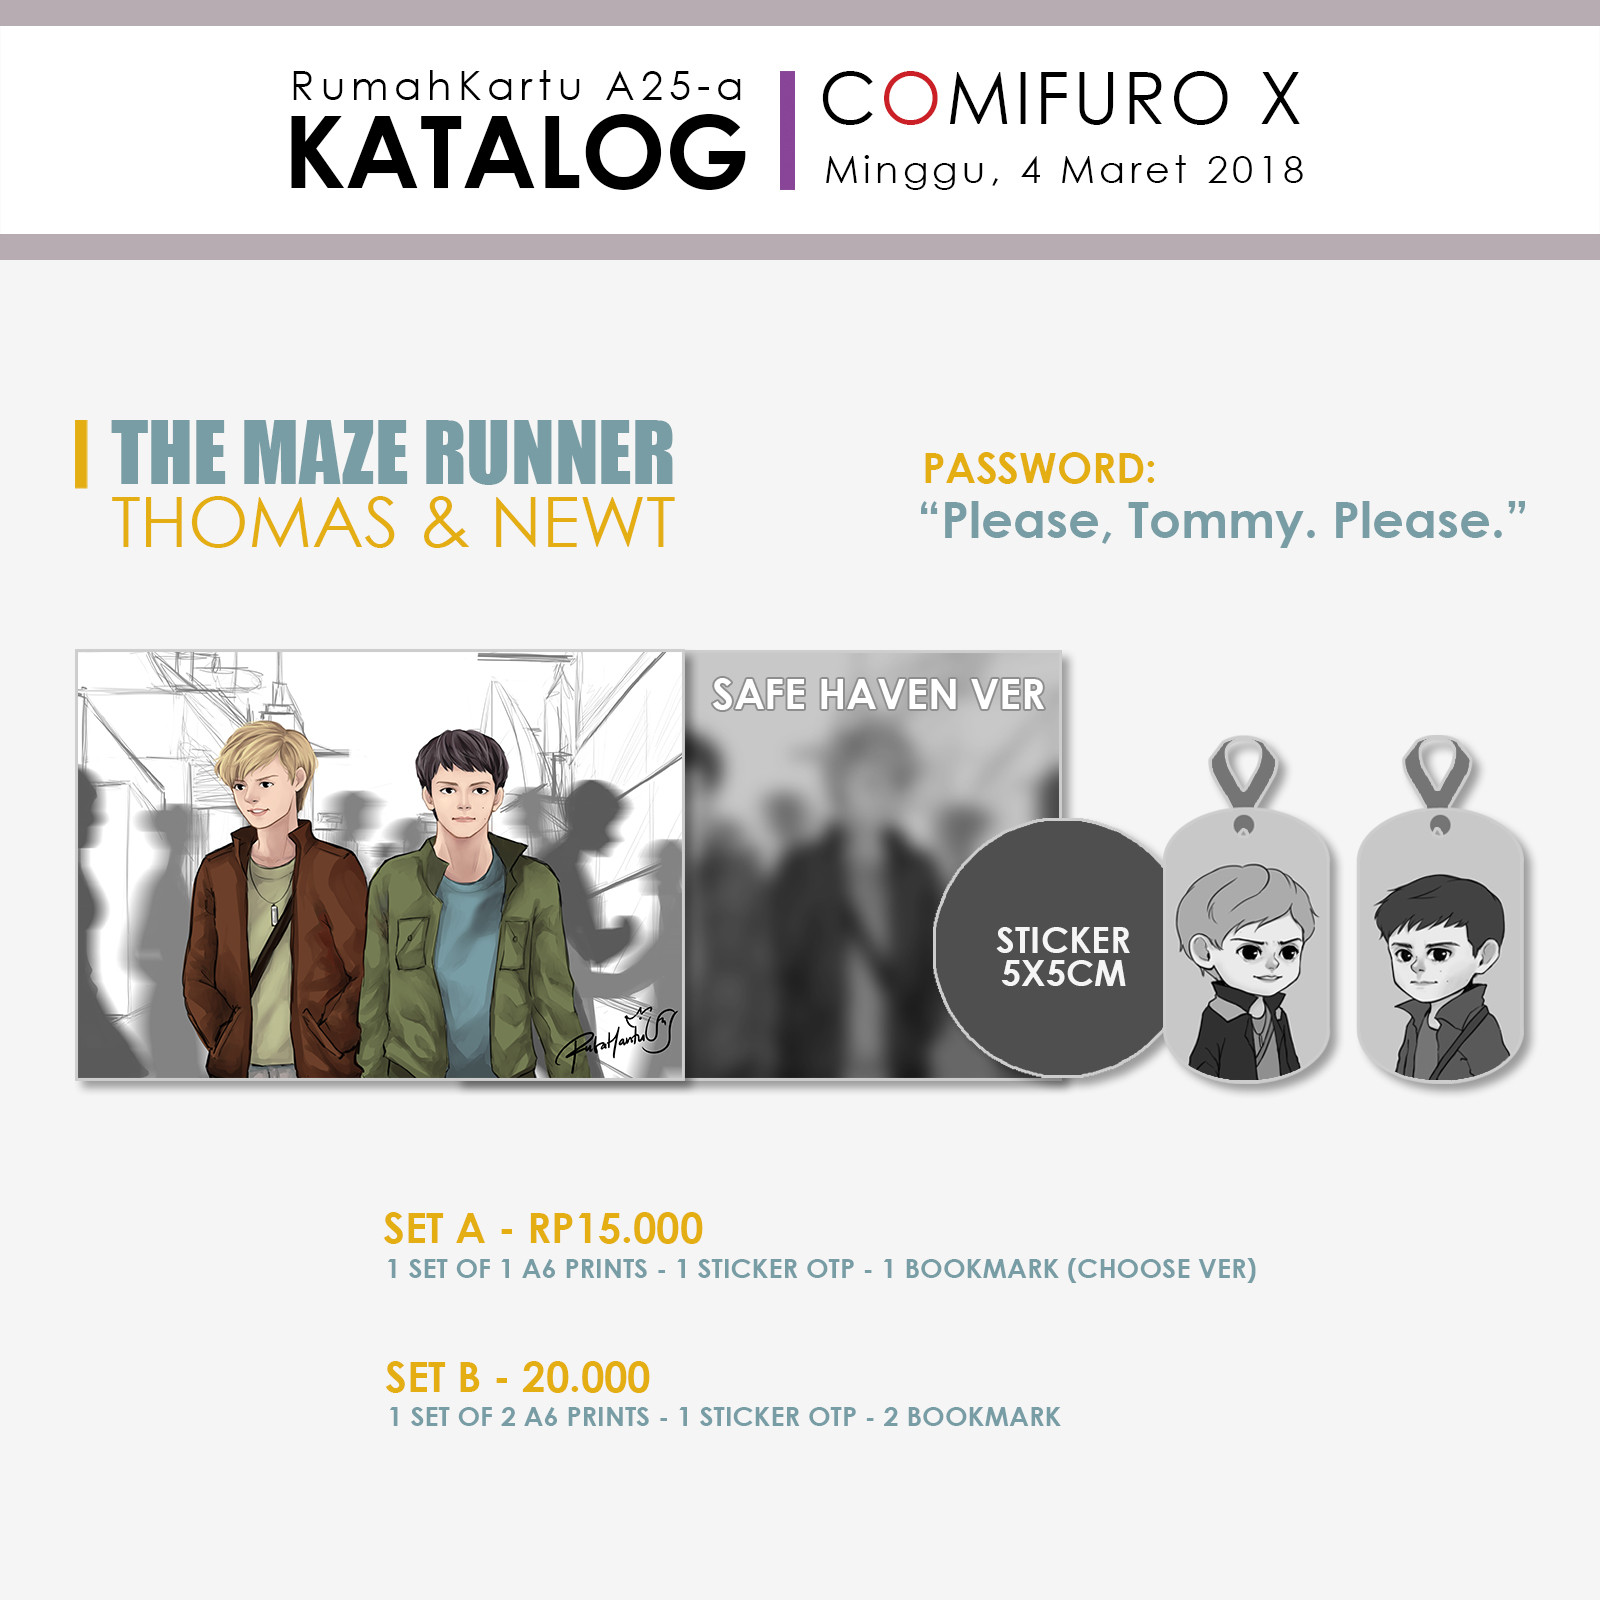 RumahKartu A25-a
KATALOG
COMIFURO X
Minggu, 4 Maret 2018
THE MAZE RUNNER
THOMAS & NEWT
PASSWORD:
“Please, Tommy. Please.”
SAFE HAVEN VER
STICKER
5X5CM
PutaHantu
SET A - RP15.000
1 SET OF 1 A6 PRINTS - 1 STICKER OTP - 1 BOOKMARK (CHOOSE VER)
SET B - 20.000
1 SET OF 2 A6 PRINTS - 1 STICKER OTP - 2 BOOKMARK